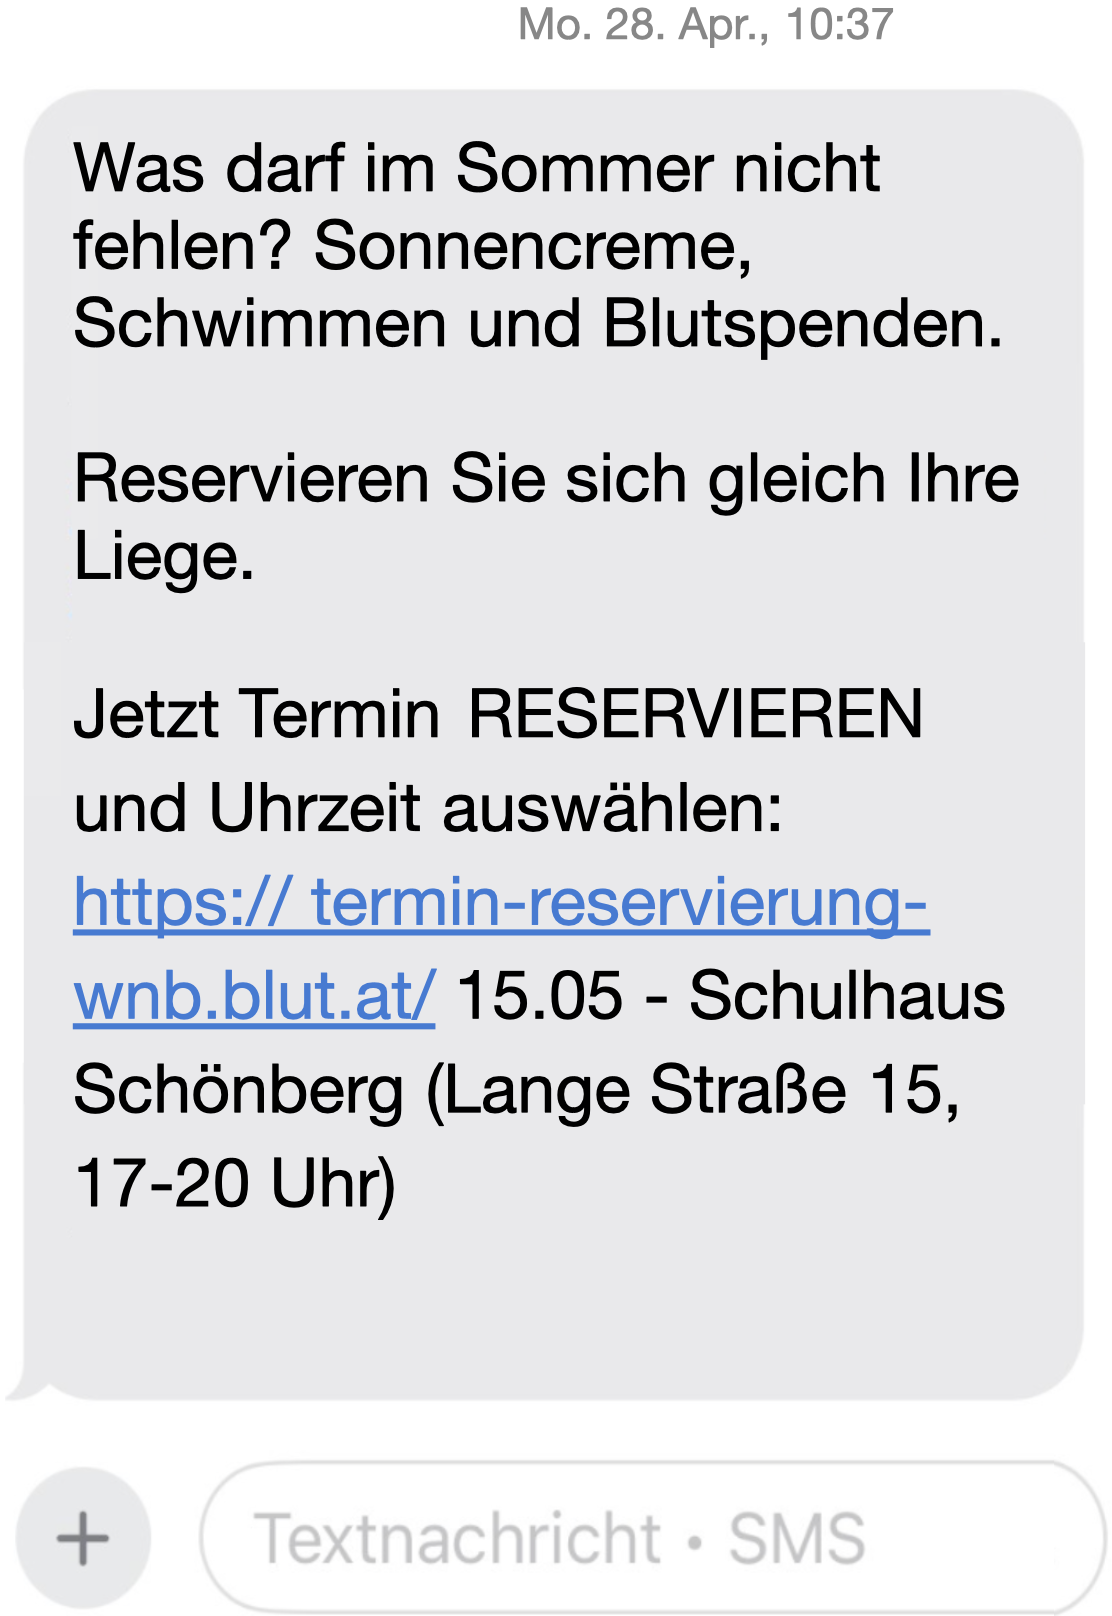 Mo. 28. Apr., 10:37
Was darf im Sommer nicht
fehlen? Sonnencreme,
Schwimmen und Blutspenden.
Reservieren Sie sich gleich Ihre
Liege.
Jetzt Termin RESERVIEREN
und Uhrzeit auswählen:
https:// termin-reservierung-
wnb.blut.at/ 15.05 - Schulhaus
Schönberg (Lange Straße 15,
17-20 Uhr)
Textnachricht • SMS